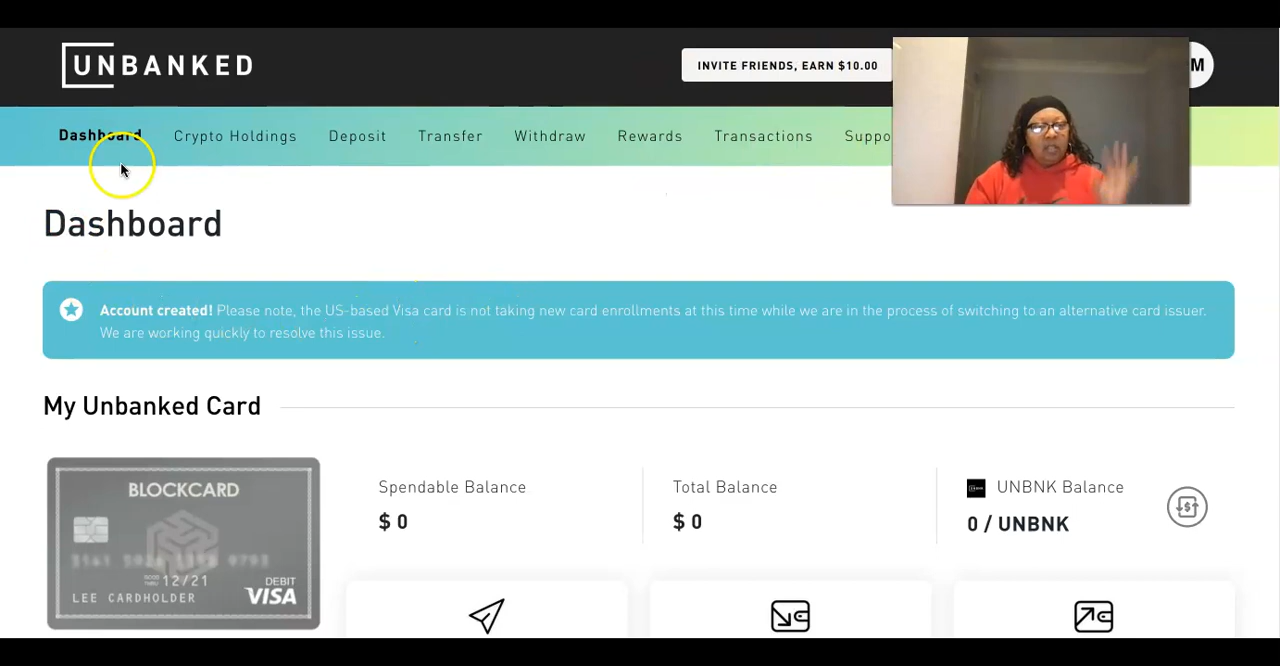 UNBANKED
INVITE FRIENDS, EARN $10.00
M
Dashboard Crypto Holdings Deposit Transfer Withdraw Rewards Transactions Suppo
Dashboard
Account created! Please note, the US-based Visa card is not taking new card enrollments at this time while we are in the process of switching to an alternative card issuer.
We are working quickly to resolve this issue.
My Unbanked Card
BLOCKCARD
GOOD THRU 12/21
DEBIT
LEE CARDHOLDER VISA
Spendable Balance
$ 0
Total Balance
$ 0
UNBNK Balance
0 / UNBNK